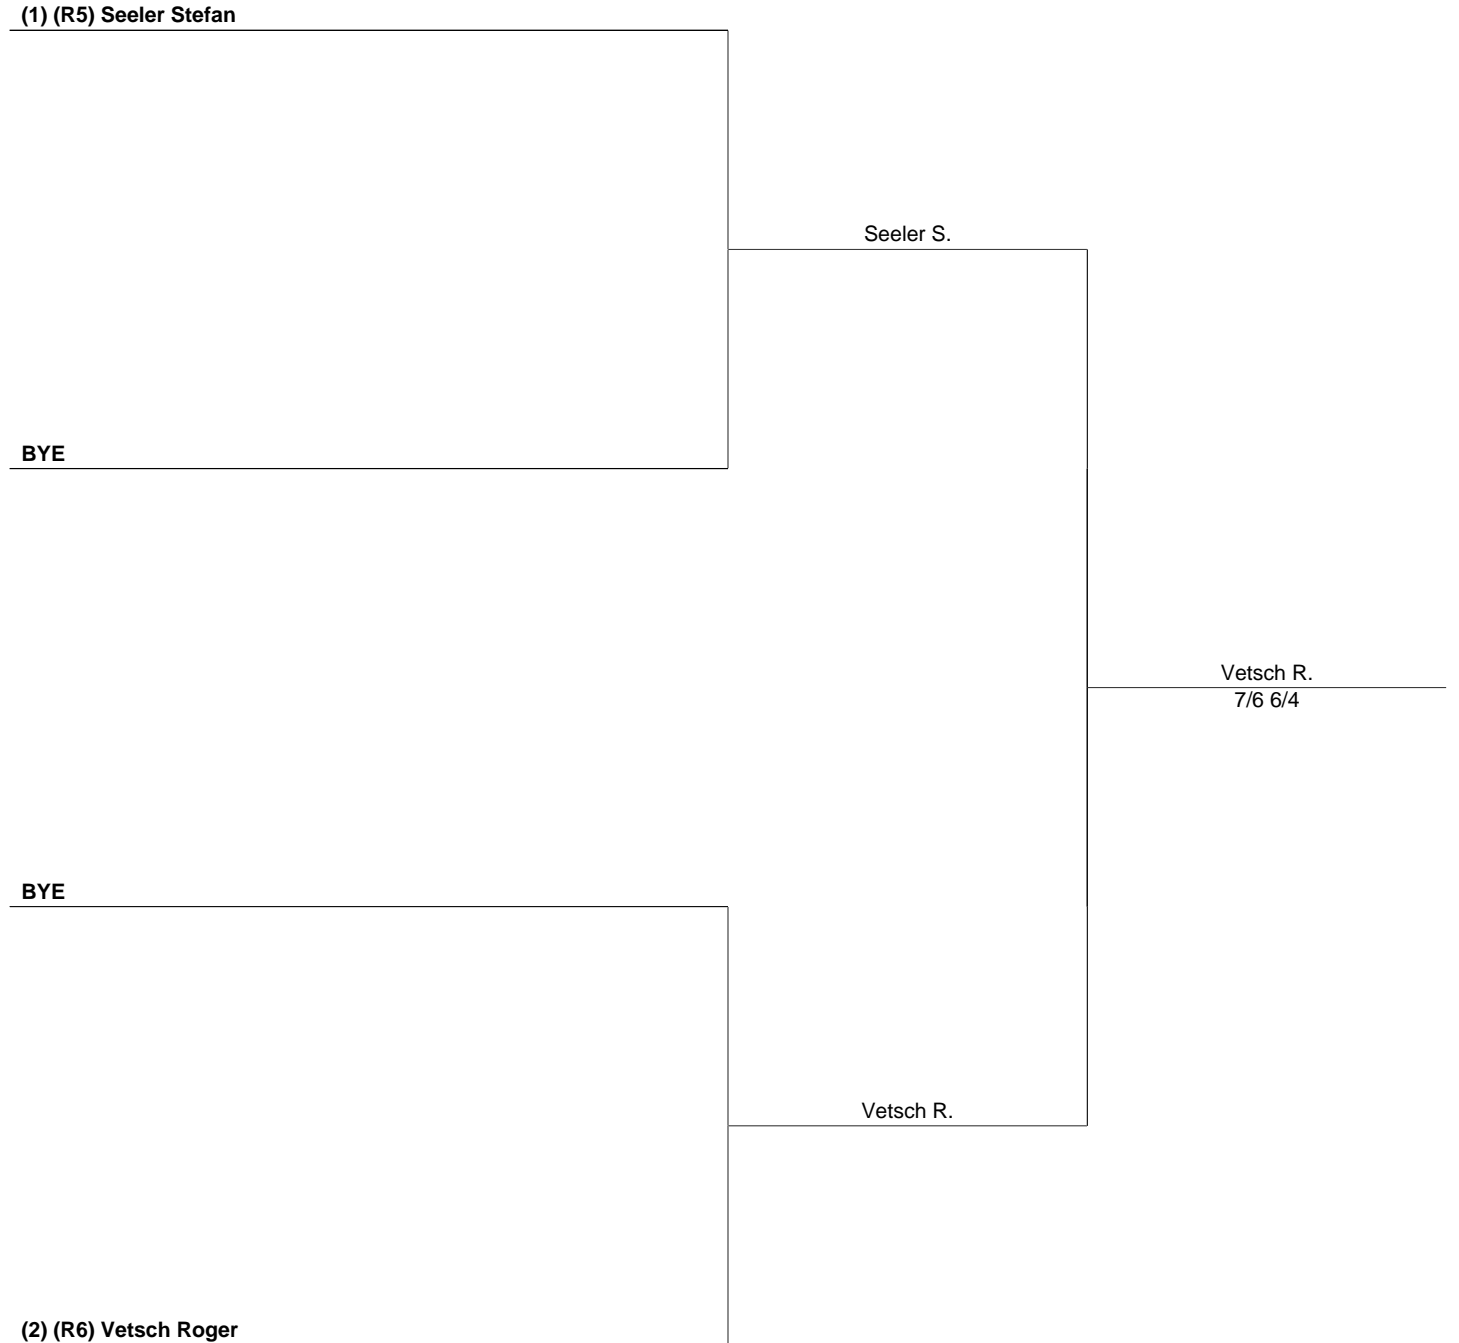 (1) (R5) Seeler Stefan
Seeler S.
BYE
Vetsch R.
7/6 6/4
BYE
Vetsch R.
(2) (R6) Vetsch Roger